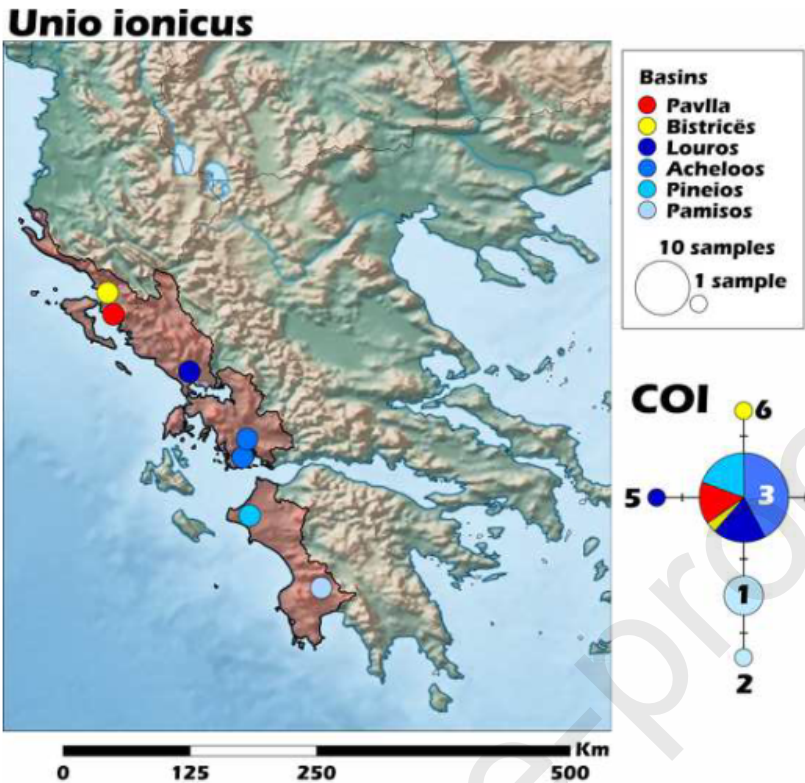 Unio ionicus
Basins
Pavlla
Bistricës
Louros
Acheloos
Pineios
Pamisos
10 samples
1 sample
COI
6
5
3
1
2
Km
0 125 250 500